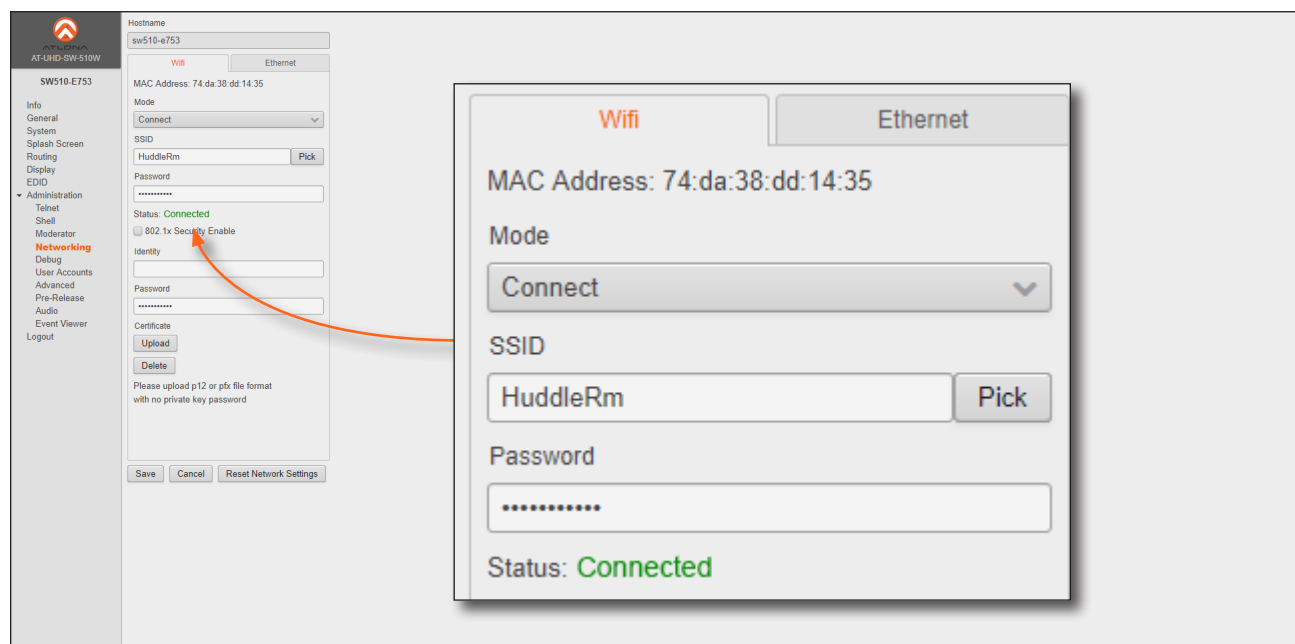 ATLONA
AT-UHD-SW-510W
SW510-E753
Info
General
System
Splash Screen
Routing
Display
EDID
Administration
Telnet
Shell
Moderator
Networking
Debug
User Accounts
Advanced
Pre-Release
Audio
Event Viewer
Logout
Hostname
sw510-e753
Wifi Ethernet
MAC Address: 74:da:38:dd:14:35
Mode
Connect
SSID
HuddleRm Pick
Password
•••••••••••
Status: Connected
802.1x Security Enable
Identity
Password
•••••••••••
Certificate
Upload
Delete
Please upload p12 or pfx file format
with no private key password
Save Cancel Reset Network Settings
Wifi Ethernet
MAC Address: 74:da:38:dd:14:35
Mode
Connect
SSID
HuddleRm Pick
Password
•••••••••••
Status: Connected